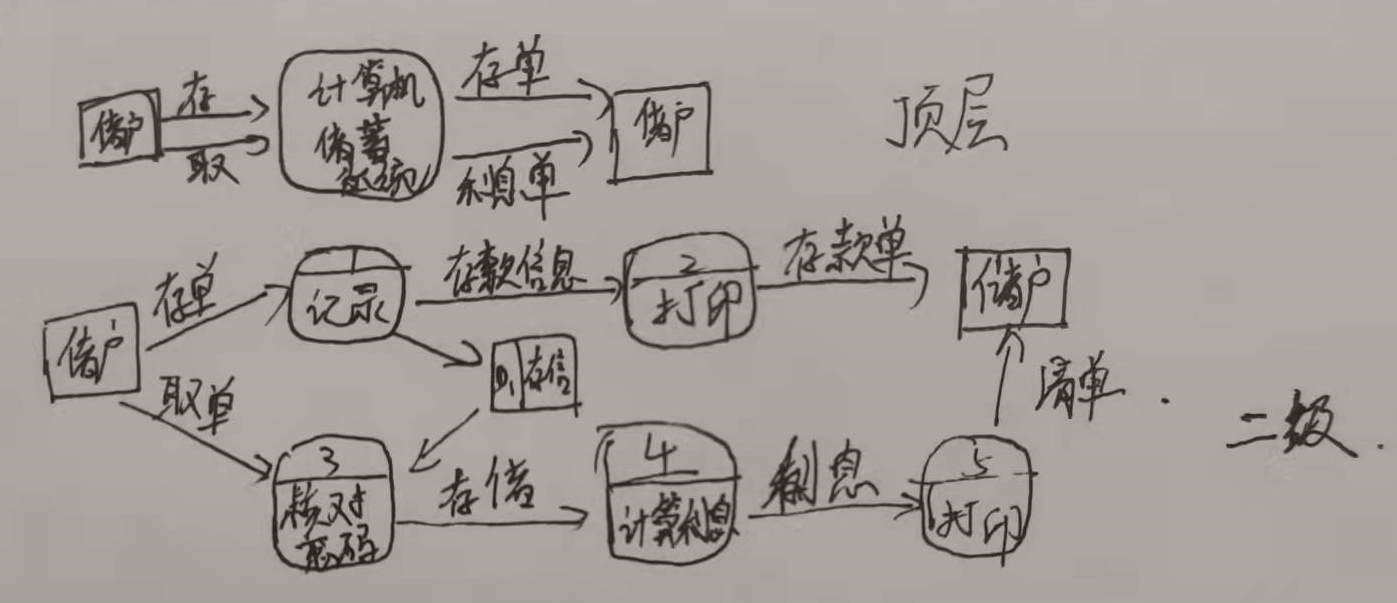 储户
存
取
计算机
储蓄
系统
存单
利息单
储户
顶层
储户
存单
取单
1
记录
存款信息
2
打印
存款单
储户
D1 存信
3
核对
密码
存储
4
计算利息
利息
5
打印
清单
二级.